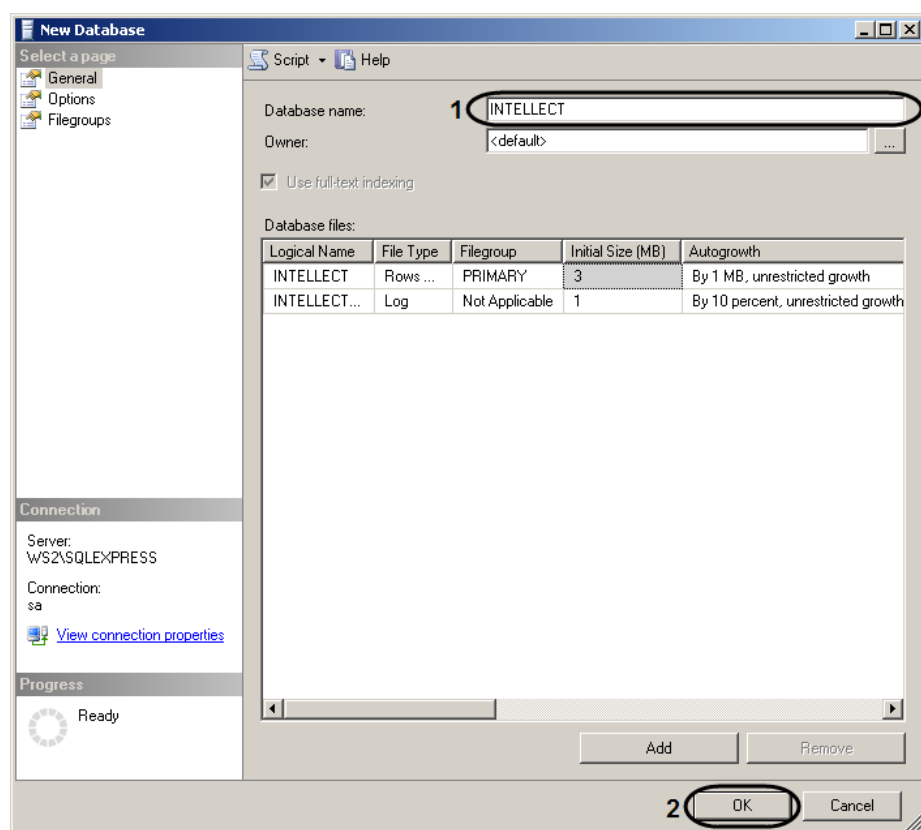 New Database
Select a page
General
Options
Filegroups
Script Help
Database name: 1 INTELLECT
Owner: <default> ...
Use full-text indexing
Database files:
Logical Name File Type Filegroup Initial Size (MB) Autogrowth
INTELLECT Rows ... PRIMARY 3 By 1 MB, unrestricted growth
INTELLECT... Log Not Applicable 1 By 10 percent, unrestricted growth
Connection
Server:
WS2\SQLEXPRESS
Connection:
sa
View connection properties
Progress
Ready
Add Remove
2 OK Cancel